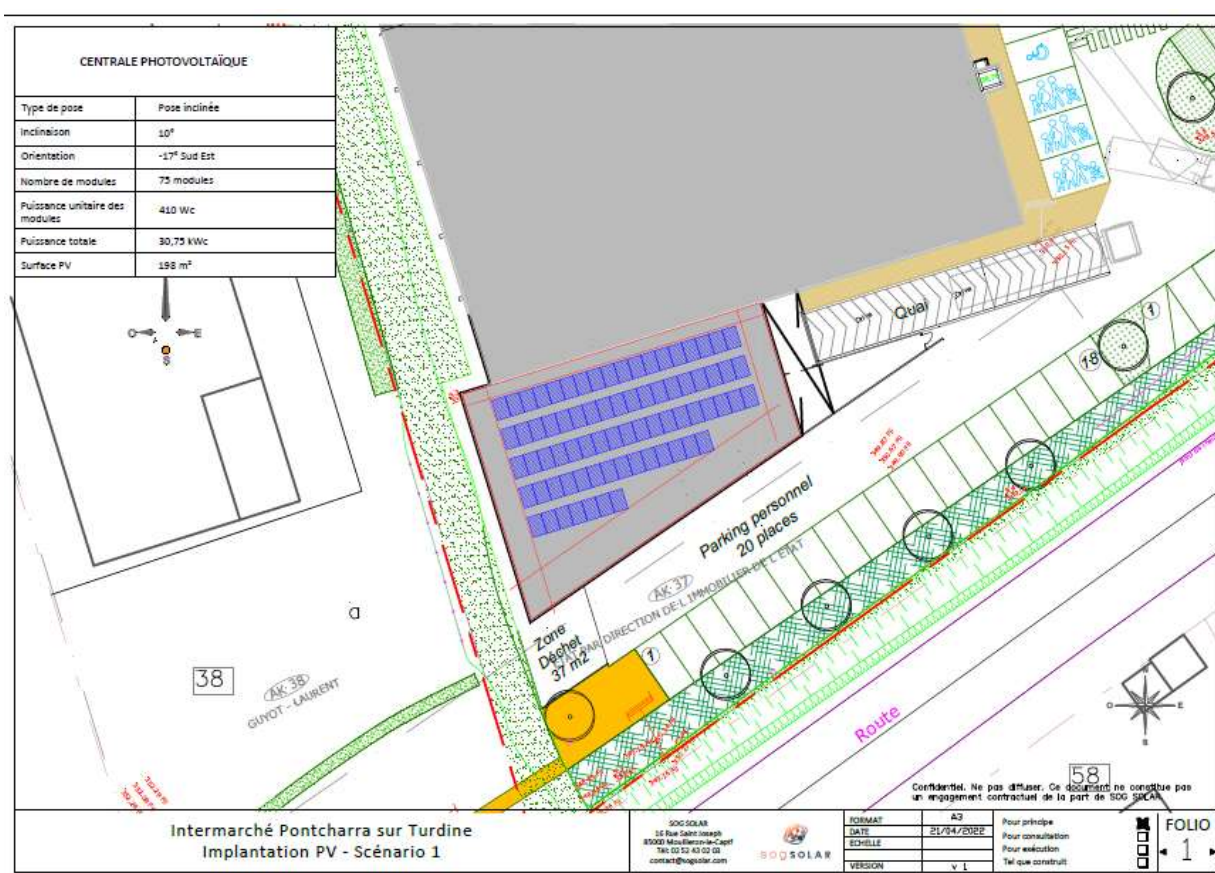 CENTRALE PHOTOVOLTAÏQUE
Type de pose Pose inclinée
Inclinaison 10°
Orientation -17° Sud Est
Nombre de modules 75 modules
Puissance unitaire des
modules 410 Wc
Puissance totale 30,75 kWc
Surface PV 198 m²
O E
S
Quai
1
18
Parking personnel
20 places
AK 37
PAR DIRECTION DE L'IMMOBILIER DE L'ETAT
Zone
Déchet
37 m2
1
a
38
AK 38
GUYOT - LAURENT
Route
O E
S
58
Confidentiel. Ne pas diffuser. Ce document ne constitue pas
un engagement contractuel de la part de SOG SOLAR
Intermarché Pontcharra sur Turdine
Implantation PV - Scénario 1
SOG SOLAR
16 Rue Saint Joseph
85000 Mouilleron-le-Captif
Tél: 02 52 43 02 03
contact@sogsolar.com
SOGSOLAR
FORMAT A3
DATE 21/04/2022
ECHELLE
VERSION v 1
Pour principe
Pour consultation
Pour exécution
Tel que construit
FOLIO
1